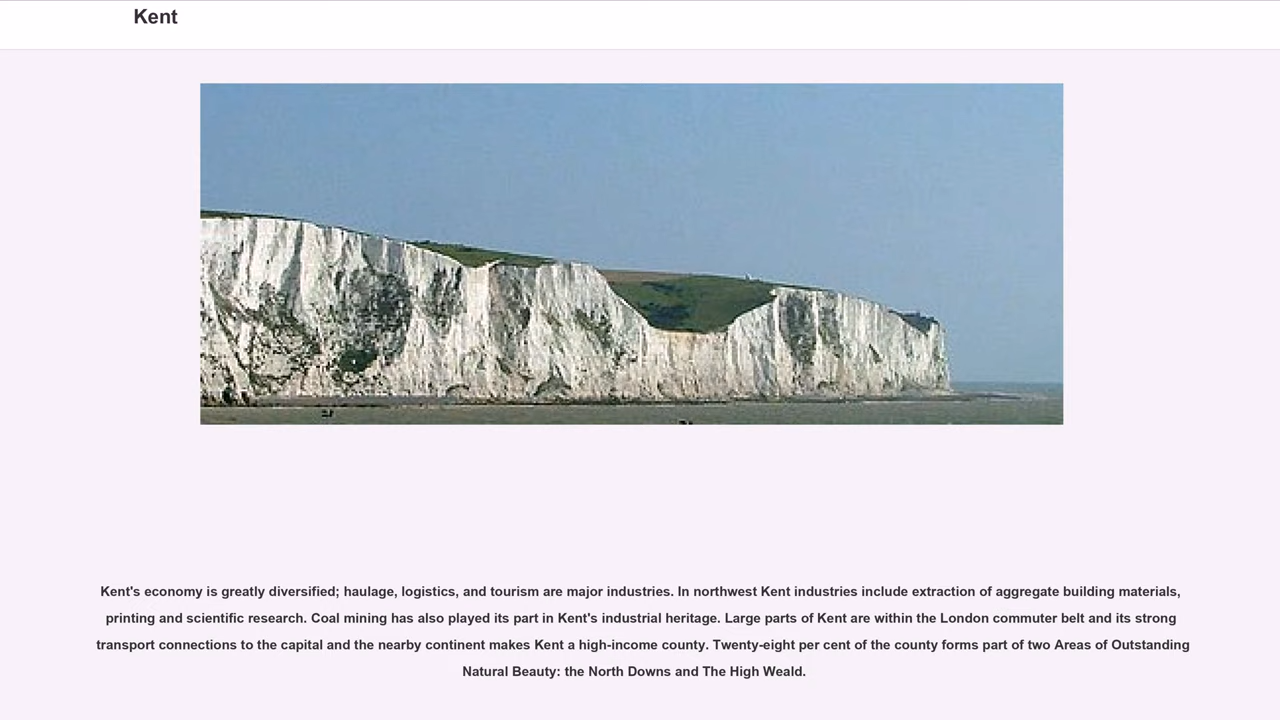 Kent
Kent's economy is greatly diversified; haulage, logistics, and tourism are major industries. In northwest Kent industries include extraction of aggregate building materials,
printing and scientific research. Coal mining has also played its part in Kent's industrial heritage. Large parts of Kent are within the London commuter belt and its strong
transport connections to the capital and the nearby continent makes Kent a high-income county. Twenty-eight per cent of the county forms part of two Areas of Outstanding
Natural Beauty: the North Downs and The High Weald.